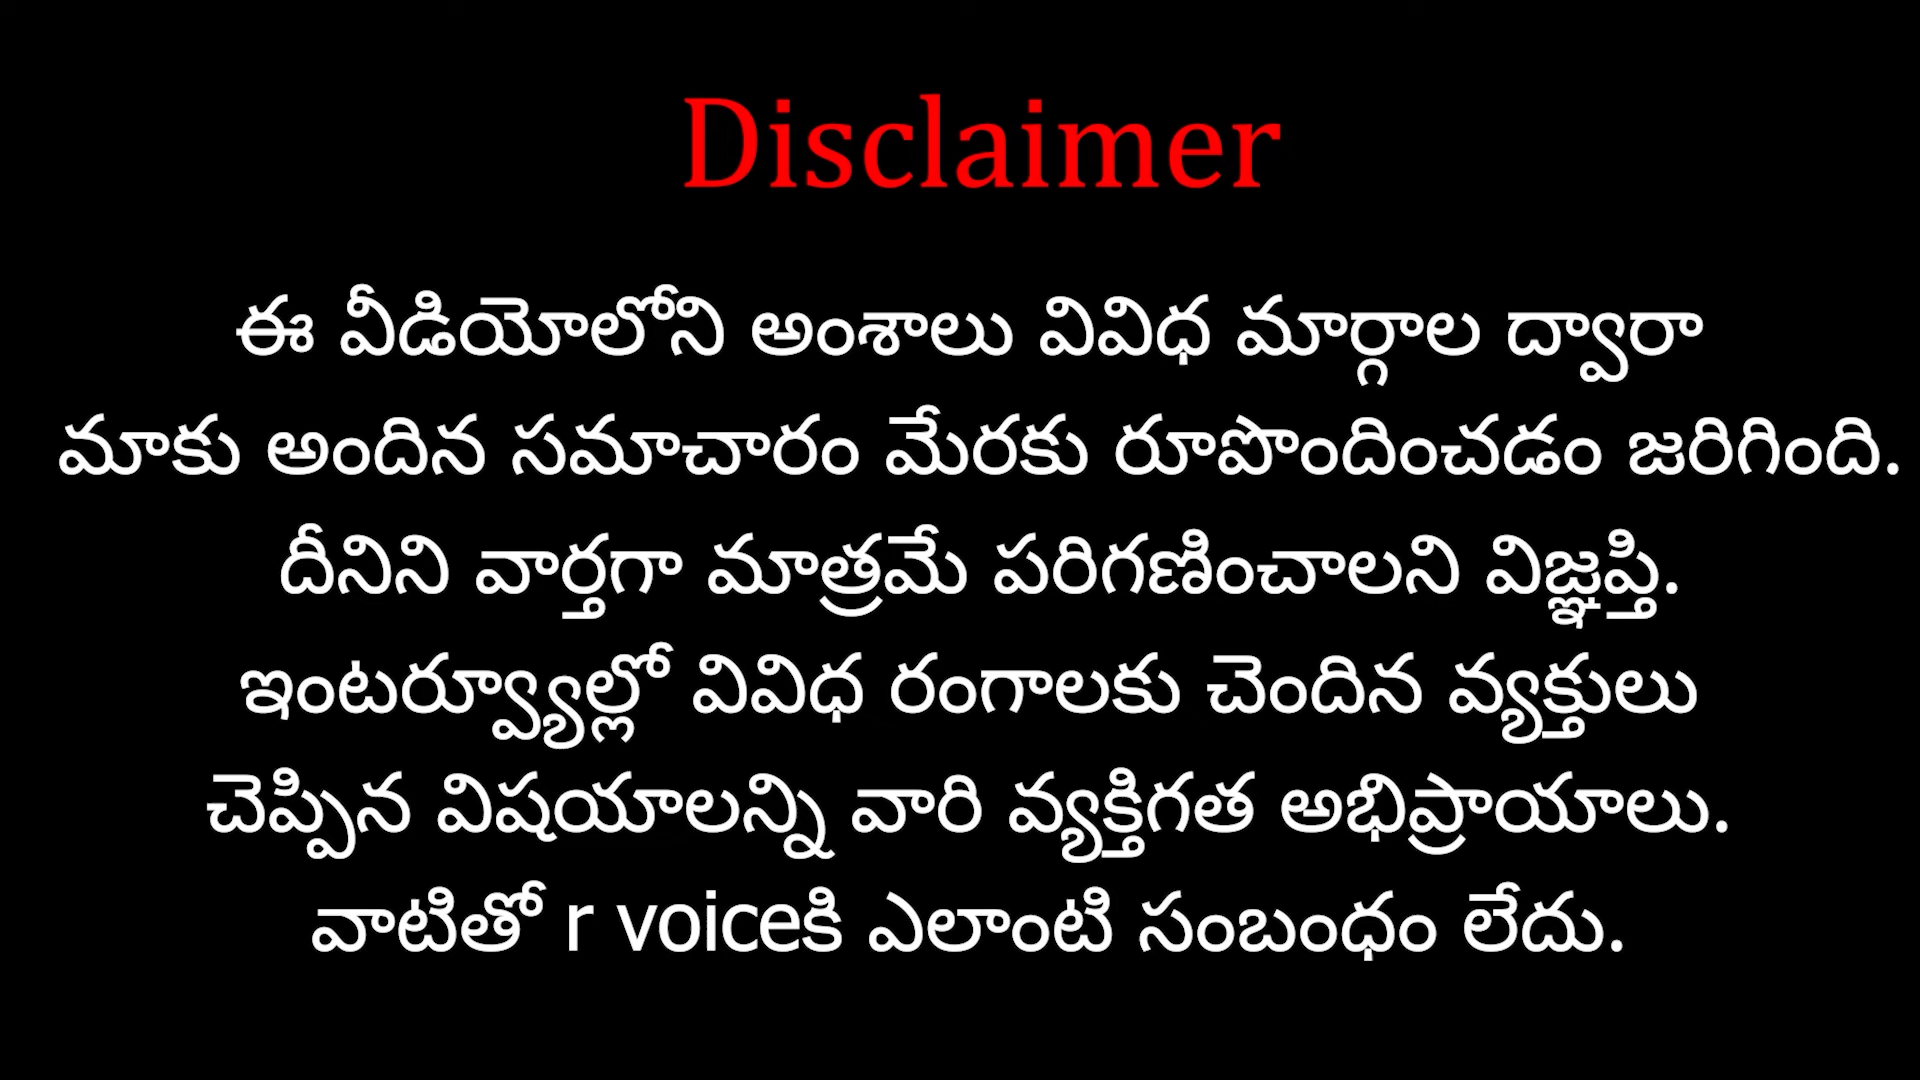 Disclaimer
ఈ వీడియోలోని అంశాలు వివిధ మార్గాల ద్వారా
మాకు అందిన సమాచారం మేరకు రూపొందించడం జరిగింది.
దీనిని వార్తగా మాత్రమే పరిగణించాలని విజ్ఞప్తి.
ఇంటర్వ్యూల్లో వివిధ రంగాలకు చెందిన వ్యక్తులు
చెప్పిన విషయాలన్ని వారి వ్యక్తిగత అభిప్రాయాలు.
వాటితో r voiceకి ఎలాంటి సంబంధం లేదు.